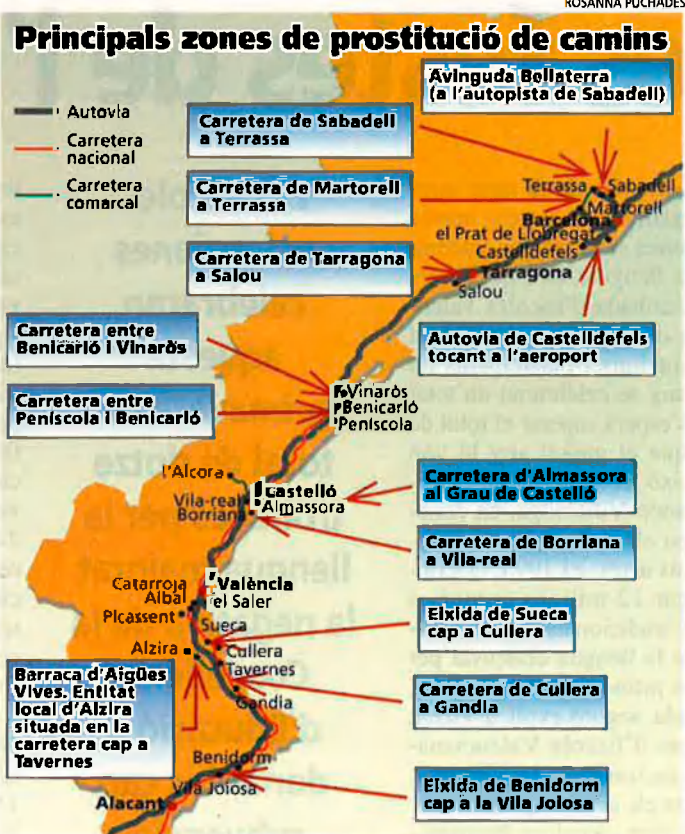 ROSANNA PUCHADES
Principals zones de prostitució de camins
Autovia
Carretera
nacional
Carretera
comarcal
Avinguda Bellaterra
(a l'autopista de Sabadell)
Carretera de Sabadell
a Terrassa
Carretera de Martorell
a Terrassa
Carretera de Tarragona
a Salou
Terrassa
Sabadell
Martorell
Barcelona
el Prat de Llobregat
Castelldefels
Tarragona
Salou
Carretera entre
Benicarló i Vinaròs
Autovia de Castelldefels
tocant a l'aeroport
Carretera entre
Peníscola i Benicarló
Vinaròs
Benicarló
Peníscola
l'Alcora
Castelló
Vila-real
Almassora
Borriana
Carretera d'Almassora
al Grau de Castelló
Carretera de Borriana
a Vila-real
Catarroja
València
Albal
el Saler
Picassent
Sueca
Alzira
Cullera
Tavernes
Gandia
Eixida de Sueca
cap a Cullera
Barraca d'Aigües
Vives. Entitat
local d'Alzira
situada en la
carretera cap a
Tavernes
Carretera de Cullera
a Gandia
Benidorm
Vila Joiosa
Alacant
Eixida de Benidorm
cap a la Vila Joiosa